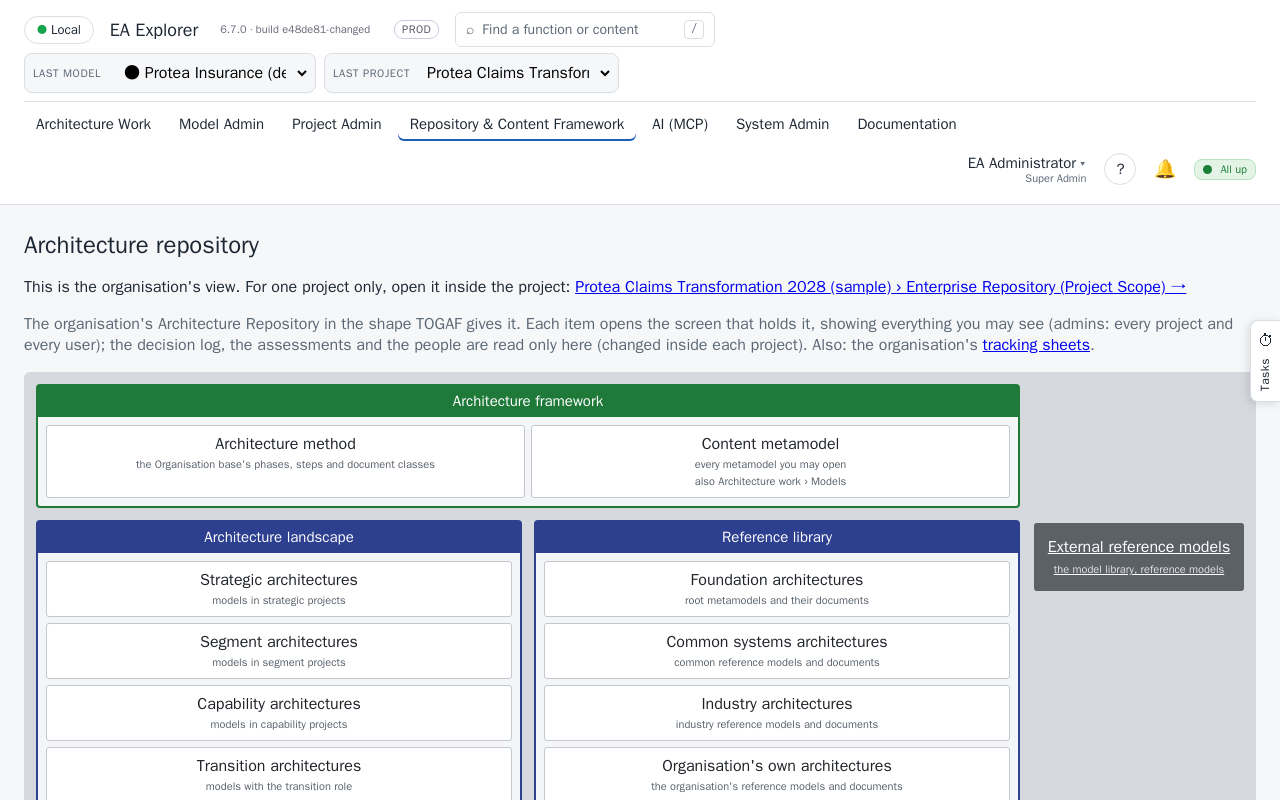 Local
EA Explorer
6.7.0 · build e48de81-changed
PROD
Find a function or content
/
LAST MODEL
Protea Insurance (de
LAST PROJECT
Protea Claims Transforn
Architecture Work
Model Admin
Project Admin
Repository & Content Framework
AI (MCP)
System Admin
Documentation
EA Administrator
Super Admin
?
All up
Architecture repository
This is the organisation's view. For one project only, open it inside the project: Protea Claims Transformation 2028 (sample) › Enterprise Repository (Project Scope) →
The organisation's Architecture Repository in the shape TOGAF gives it. Each item opens the screen that holds it, showing everything you may see (admins: every project and
every user); the decision log, the assessments and the people are read only here (changed inside each project). Also: the organisation's tracking sheets.
Tasks
Architecture framework
Architecture method
the Organisation base's phases, steps and document classes
Content metamodel
every metamodel you may open
also Architecture work › Models
Architecture landscape
Strategic architectures
models in strategic projects
Segment architectures
models in segment projects
Capability architectures
models in capability projects
Transition architectures
models with the transition role
Reference library
Foundation architectures
root metamodels and their documents
Common systems architectures
common reference models and documents
Industry architectures
industry reference models and documents
Organisation's own architectures
the organisation's reference models and documents
External reference models
the model library, reference models